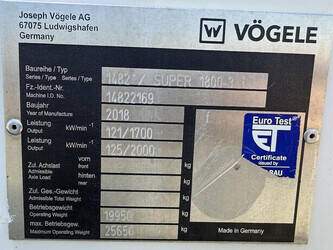 Joseph Vögele AG
67075 Ludwigshafen
Germany
VÖGELE
Baureihe / Typ
Series / Type 1482 / SUPER 1800-3
Fz.-Ident.-Nr.
Machine I.D. No. 14822169
Baujahr
Year of Manufacture 2018
Leistung kW/min⁻¹ 121/1700
Output
Leistung kW/min⁻¹ 125/2000
Output
Zul. Achslast vorn kg
Admissible front
Axle Load hinten kg
rear
Zul. Ges.-Gewicht kg
Admissible Total Weight
Betriebsgewicht
Operating Weight 19950 kg
max. Betriebsgew.
Maximum Operating Weight 25650 kg
Made in Germany
Euro Test
ET
Certificate
issued by
BAU